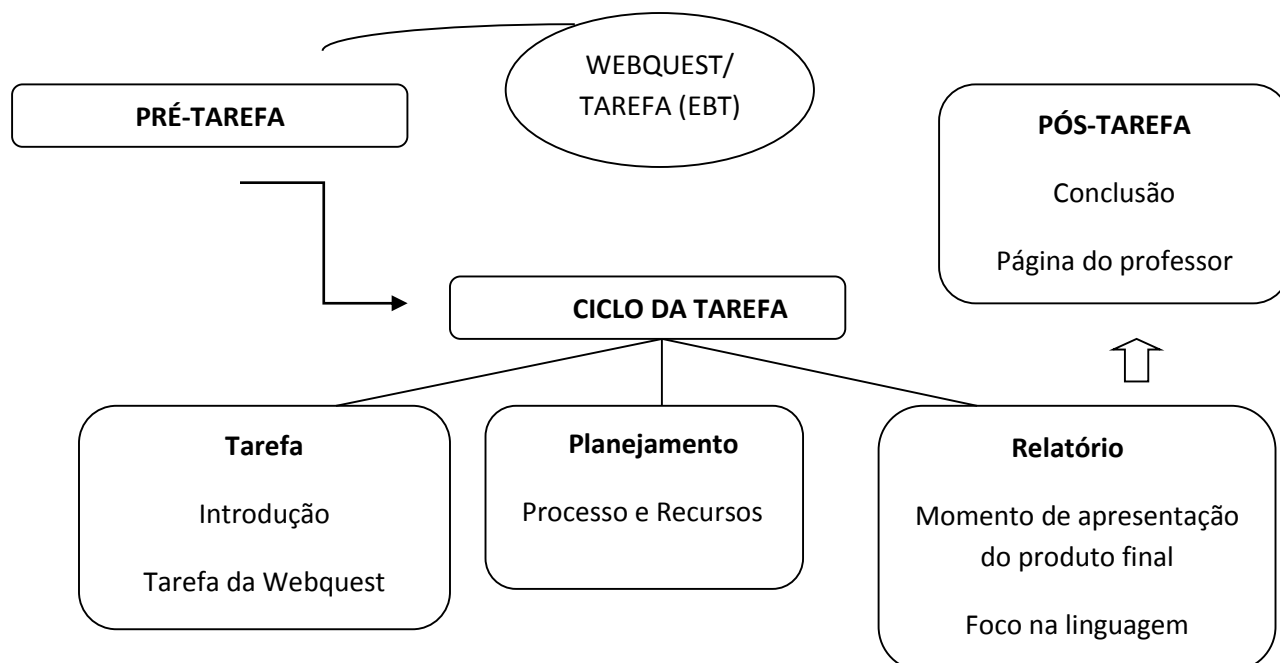 WEBQUEST/
TAREFA (EBT)
PRÉ-TAREFA
PÓS-TAREFA
Conclusão
Página do professor
CICLO DA TAREFA
Tarefa
Introdução
Tarefa da Webquest
Planejamento
Processo e Recursos
Relatório
Momento de apresentação
do produto final
Foco na linguagem